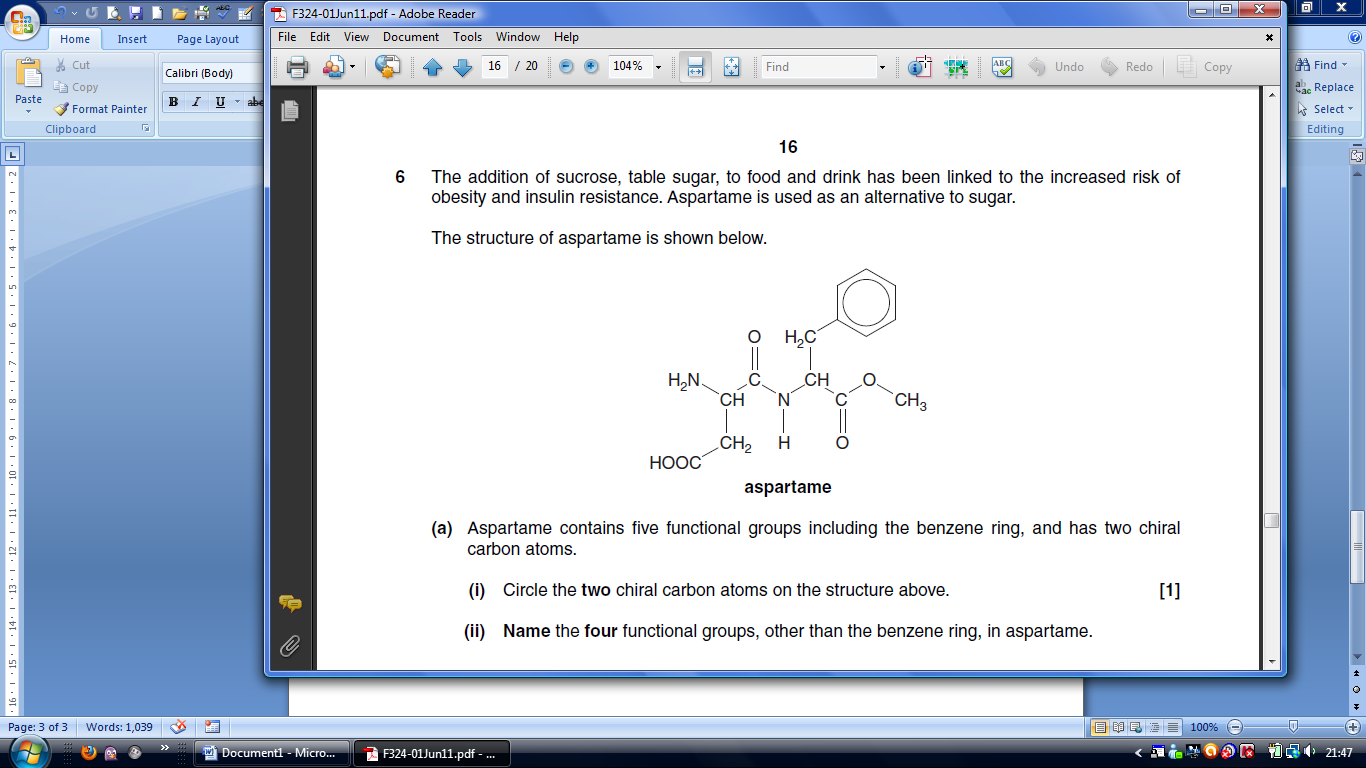 F324-01Jun11.pdf - Adobe Reader
Home Insert Page Layout
File Edit View Document Tools Window Help
Cut
Copy
Format Painter
Paste
Clipboard
Calibri (Body)
B I U abc
16 / 20 104% Find
Undo Redo Copy
Find
Replace
Select
Editing
16
6 The addition of sucrose, table sugar, to food and drink has been linked to the increased risk of
obesity and insulin resistance. Aspartame is used as an alternative to sugar.
The structure of aspartame is shown below.
O H₂C
H₂N C CH O
CH N C CH₃
CH₂ H O
HOOC
aspartame
(a) Aspartame contains five functional groups including the benzene ring, and has two chiral
carbon atoms.
(i) Circle the two chiral carbon atoms on the structure above. [1]
(ii) Name the four functional groups, other than the benzene ring, in aspartame.
Page: 3 of 3 Words: 1,039 100%
Document1 - Micro... F324-01Jun11.pdf - ... 21:47